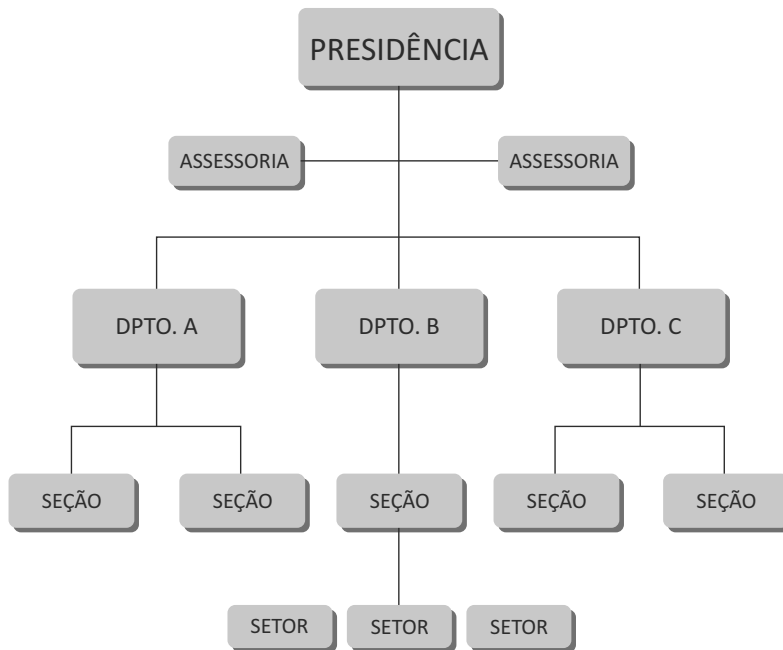 PRESIDÊNCIA
ASSESSORIA
ASSESSORIA
DPTO. A
DPTO. B
DPTO. C
SEÇÃO
SEÇÃO
SEÇÃO
SEÇÃO
SEÇÃO
SETOR
SETOR
SETOR